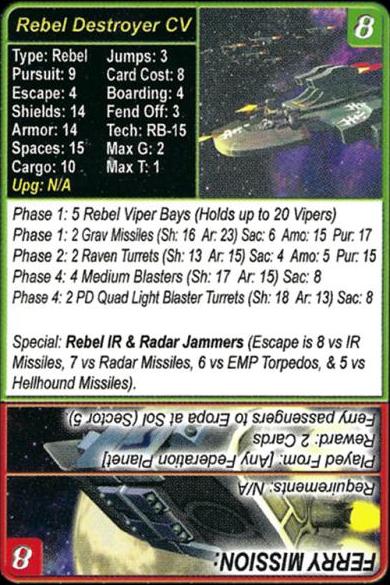 Rebel Destroyer CV
8
Type: Rebel Jumps: 3
Pursuit: 9 Card Cost: 8
Escape: 4 Boarding: 4
Shields: 14 Fend Off: 3
Armor: 14 Tech: RB-15
Spaces: 15 Max G: 2
Cargo: 10 Max T: 1
Upg: N/A
Phase 1: 5 Rebel Viper Bays (Holds up to 20 Vipers)
Phase 1: 2 Grav Missiles (Sh: 16 Ar: 23) Sac: 6 Amo: 15 Pur: 17
Phase 2: 2 Raven Turrets (Sh: 13 Ar: 15) Sac: 4 Amo: 5 Pur: 15
Phase 4: 4 Medium Blasters (Sh: 17 Ar: 15) Sac: 8
Phase 4: 2 PD Quad Light Blaster Turrets (Sh: 18 Ar: 13) Sac: 8
Special: Rebel IR & Radar Jammers (Escape is 8 vs IR
Missiles, 7 vs Radar Missiles, 6 vs EMP Torpedos, & 5 vs
Hellhound Missiles).
FERRY MISSION:
8
Requirements: N/A
Played From: [Any Federation Planet]
Reward: 2 Cards
Ferry passengers to Eropa at Sol (Sector 5)